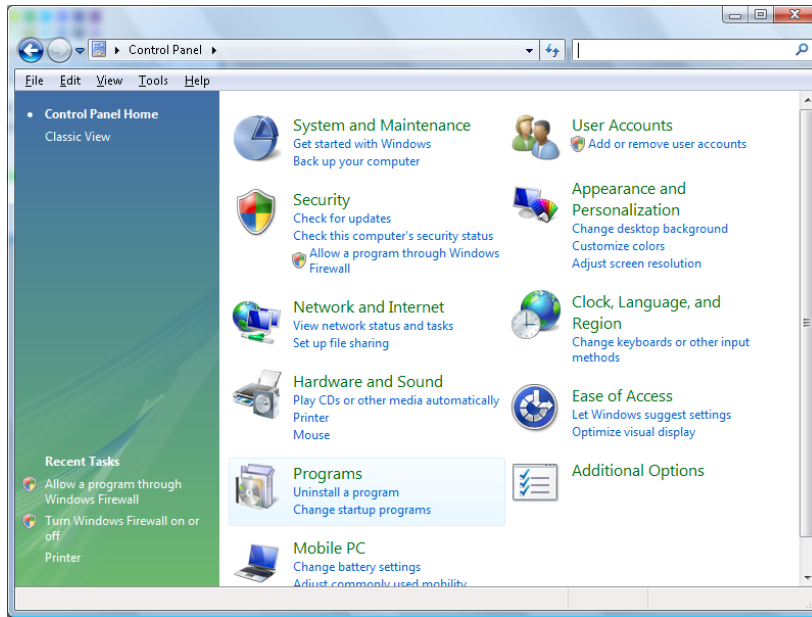 Control Panel
File Edit View Tools Help
Control Panel Home
Classic View
Recent Tasks
Allow a program through
Windows Firewall
Turn Windows Firewall on or
off
Printer
System and Maintenance
Get started with Windows
Back up your computer
Security
Check for updates
Check this computer's security status
Allow a program through Windows
Firewall
Network and Internet
View network status and tasks
Set up file sharing
Hardware and Sound
Play CDs or other media automatically
Printer
Mouse
Programs
Uninstall a program
Change startup programs
Mobile PC
Change battery settings
Adjust commonly used mobility
User Accounts
Add or remove user accounts
Appearance and
Personalization
Change desktop background
Customize colors
Adjust screen resolution
Clock, Language, and
Region
Change keyboards or other input
methods
Ease of Access
Let Windows suggest settings
Optimize visual display
Additional Options